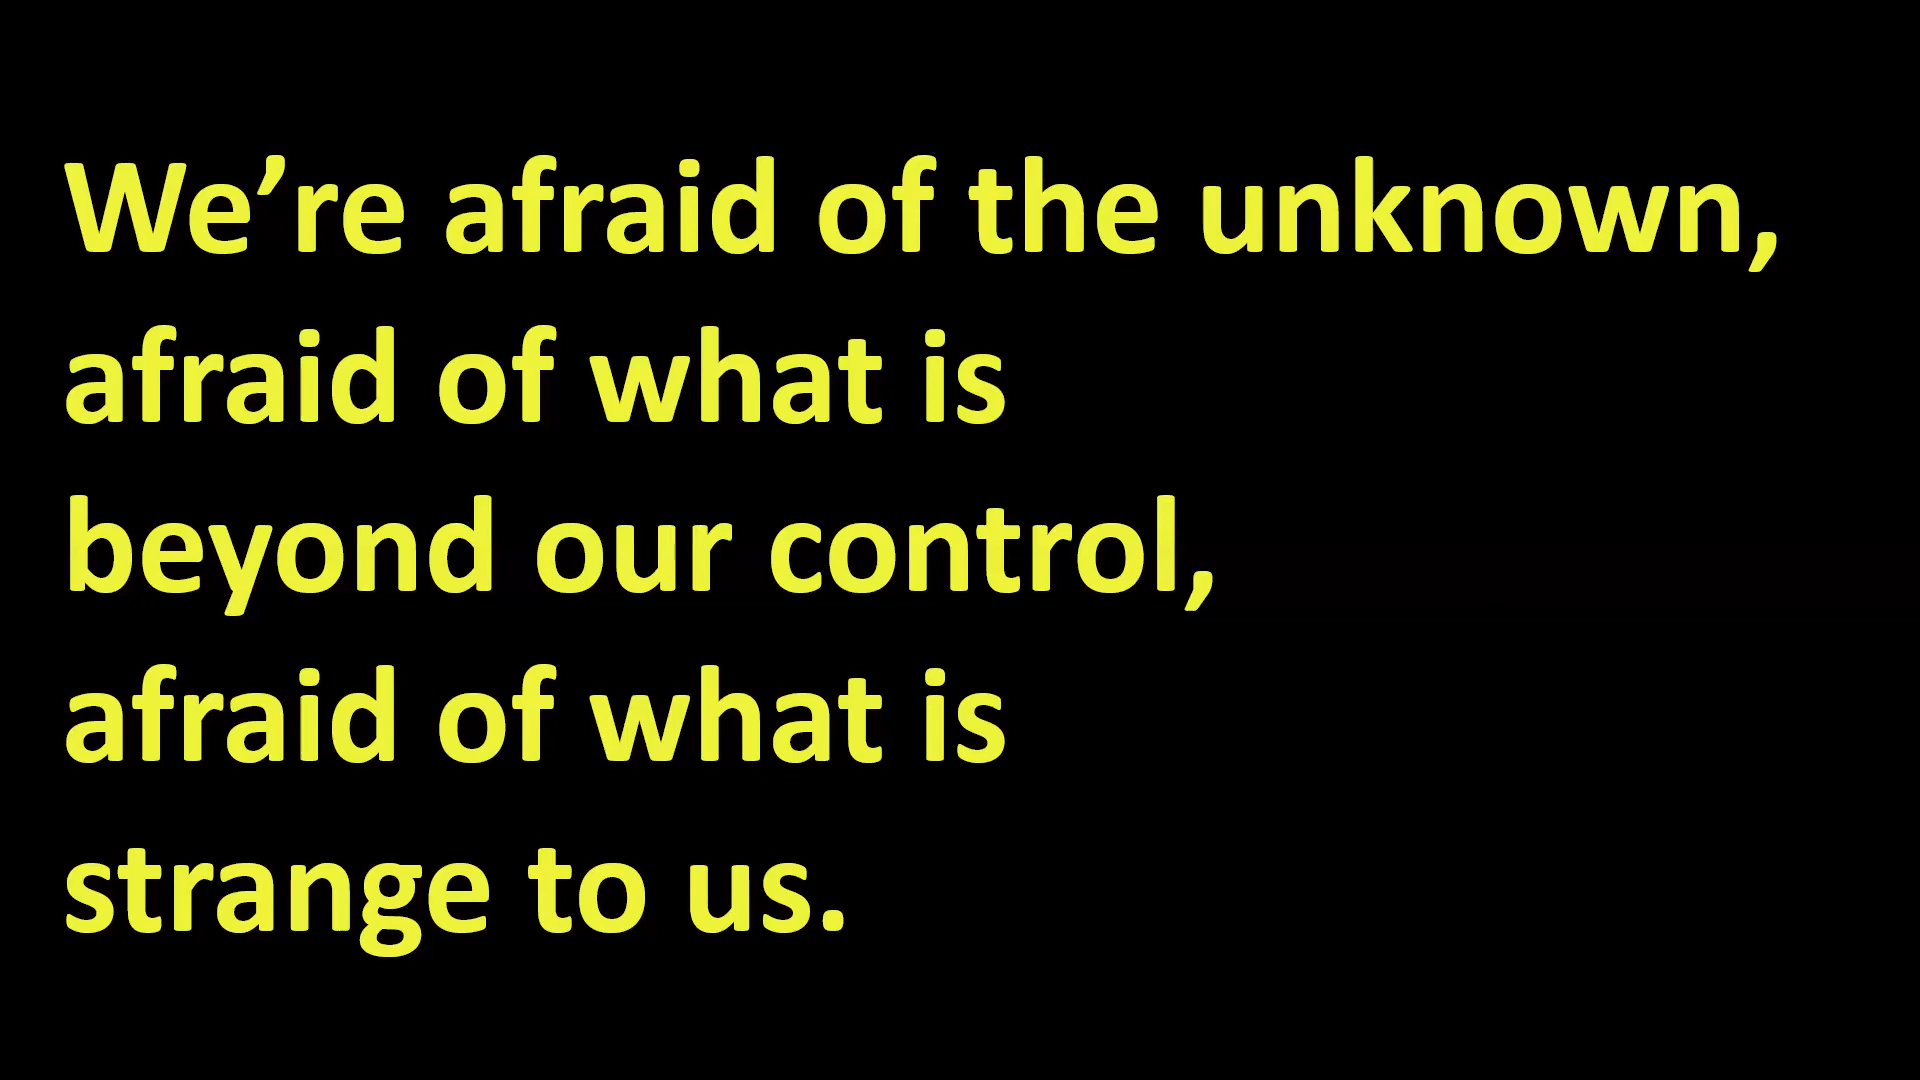 We’re afraid of the unknown,
afraid of what is
beyond our control,
afraid of what is
strange to us.